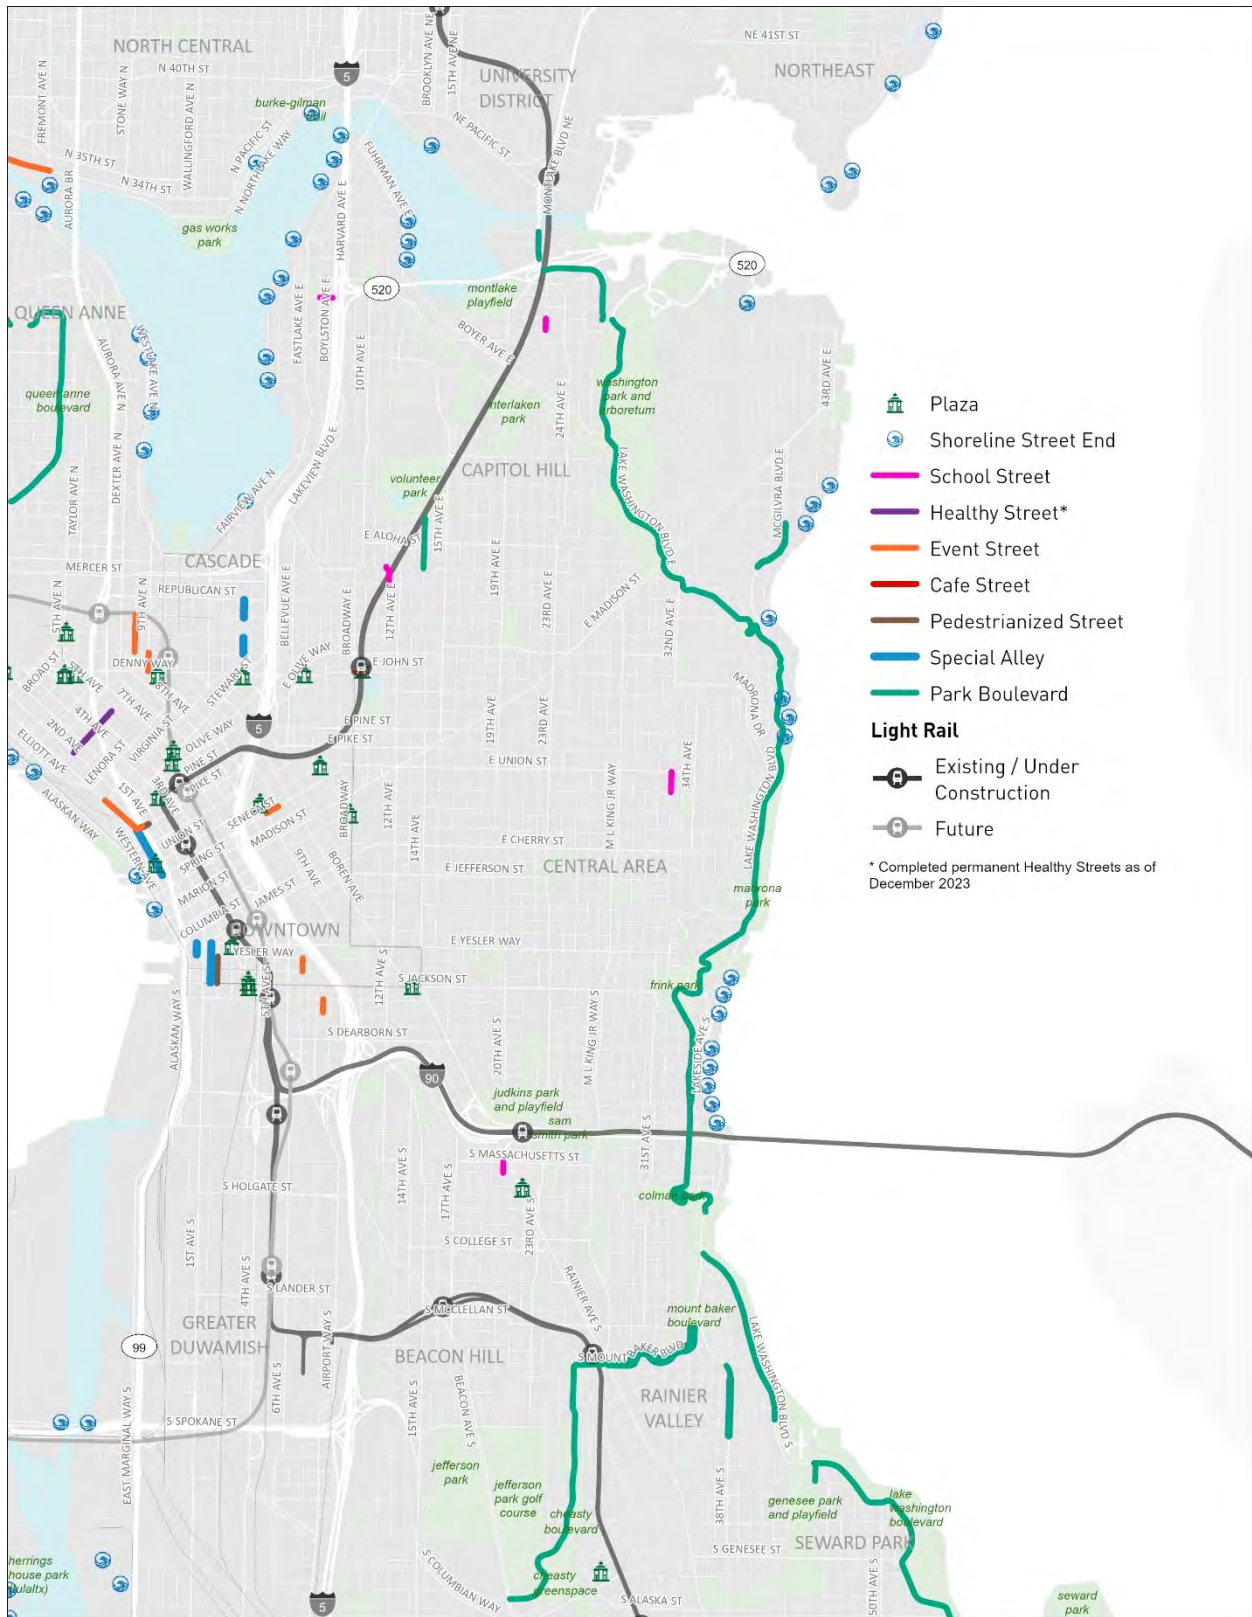 NORTH CENTRAL
N 40TH ST
FREMONT AVE N
STONE WAY N
WALLINGFORD AVE N
5
BROOKLYN AVE NE
15TH AVE NE
UNIVERSITY
DISTRICT
NE 41ST ST
NORTHEAST
burke-gilman
trail
N PACIFIC ST
N NORTHLAKE WAY
NE PACIFIC ST
N 35TH ST
N 34TH ST
AURORA BR
FUHRMAN AVE E
MONTLAKE BLVD NE
gas works
park
HARVARD AVE E
520
520
montlake
playfield
QUEEN ANNE
EASTLAKE AVE E
BOYLSTON AVE E
BOYER AVE E
WESTLAKE AVE N
AURORA AVE N
DEXTER AVE N
10TH AVE E
queen anne
boulevard
interlaken
park
24TH AVE E
washington
park and
arboretum
43RD AVE E
Plaza
Shoreline Street End
School Street
Healthy Street*
Event Street
Cafe Street
Pedestrianized Street
Special Alley
Park Boulevard
Light Rail
Existing / Under
Construction
Future
* Completed permanent Healthy Streets as of
December 2023
TAYLOR AVE N
FAIRVIEW AVE N
LAKEVIEW BLVD E
CAPITOL HILL
volunteer
park
15TH AVE E
LAKE WASHINGTON BLVD E
MCGILVRA BLVD E
CASCADE
E ALOHA ST
MERCER ST
REPUBLICAN ST
5TH AVE N
9TH AVE N
BELLEVUE AVE E
BROADWAY E
12TH AVE E
19TH AVE E
23RD AVE E
E MADISON ST
32ND AVE E
DENNY WAY
BROAD ST
5TH AVE
8TH AVE
7TH AVE
STEWART ST
E OLIVE WAY
E JOHN ST
MADRONA DR
4TH AVE
2ND AVE
ELLIOTT AVE
LENORA ST
VIRGINIA ST
OLIVE WAY
5
E PINE ST
E PIKE ST
19TH AVE
23RD AVE
PINE ST
PIKE ST
E UNION ST
M L KING JR WAY
34TH AVE
LAKE WASHINGTON BLVD
ALASKAN WAY
1ST AVE
3RD AVE
UNION ST
SENECA ST
MADISON ST
BROADWAY
12TH AVE
14TH AVE
E CHERRY ST
WESTERN AVE
SPRING ST
MARION ST
9TH AVE
BOREN AVE
E JEFFERSON ST
CENTRAL AREA
madrona
park
JAMES ST
COLUMBIA ST
DOWNTOWN
YESLER WAY
E YESLER WAY
5TH AVE S
12TH AVE S
S JACKSON ST
frink park
ALASKAN WAY S
S DEARBORN ST
20TH AVE S
M L KING JR WAY S
LAKESIDE AVE S
90
judkins park
and playfield
sam
smith park
S MASSACHUSETTS ST
31ST AVE S
14TH AVE S
17TH AVE S
S HOLGATE ST
colman park
1ST AVE S
4TH AVE S
S COLLEGE ST
23RD AVE S
S LANDER ST
RAINIER AVE S
S MCCLELLAN ST
mount baker
boulevard
GREATER
DUWAMISH
99
AIRPORT WAY S
BEACON HILL
S MOUNT BAKER BLVD
LAKE WASHINGTON BLVD S
6TH AVE S
15TH AVE S
BEACON AVE S
RAINIER
VALLEY
S SPOKANE ST
EAST MARGINAL WAY S
jefferson
park
jefferson
park golf
course
cheasty
boulevard
38TH AVE S
genesee park
and playfield
lake
washington
boulevard
SEWARD PARK
S GENESEE ST
herrings
house park
S COLUMBIAN WAY
cheasty
greenspace
S ALASKA ST
50TH AVE S
seward
park
5